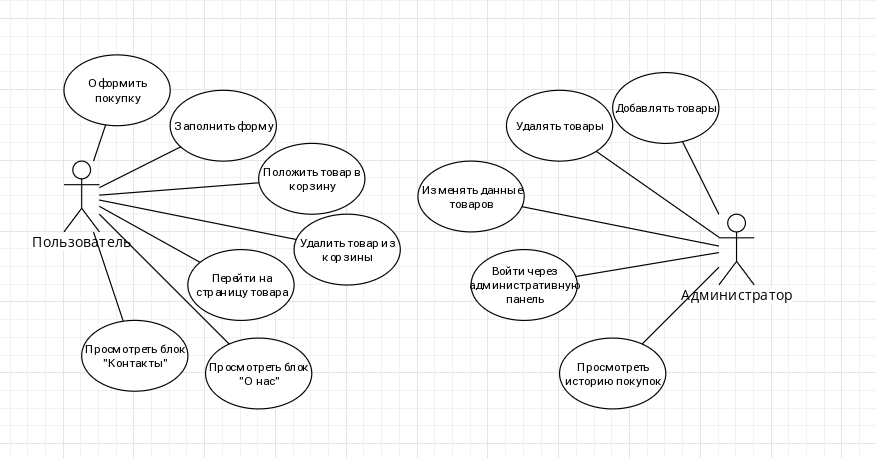 Оформить
покупку
Заполнить форму
Положить товар в
корзину
Удалить товар из
корзины
Перейти на
страницу товара
Просмотреть блок
"О нас"
Просмотреть блок
"Контакты"
Пользователь
Добавлять товары
Удалять товары
Изменять данные
товаров
Войти через
административную
панель
Просмотреть
историю покупок
Администратор